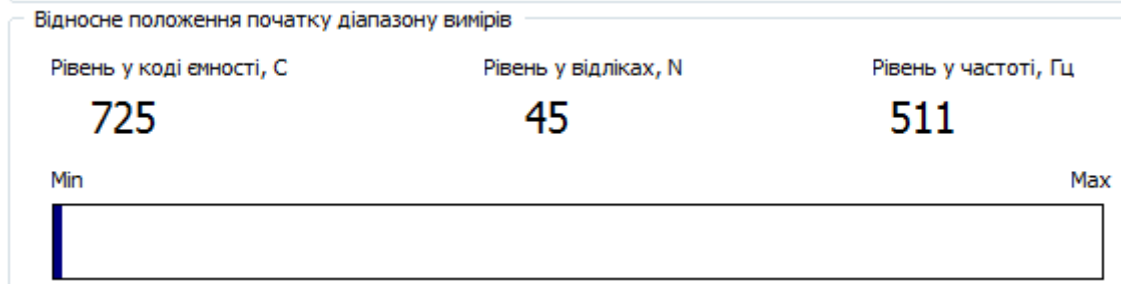 Відносне положення початку діапазону вимірів
Рівень у коді ємності, С Рівень у відліках, N Рівень у частоті, Гц
725 45 511
Min Max